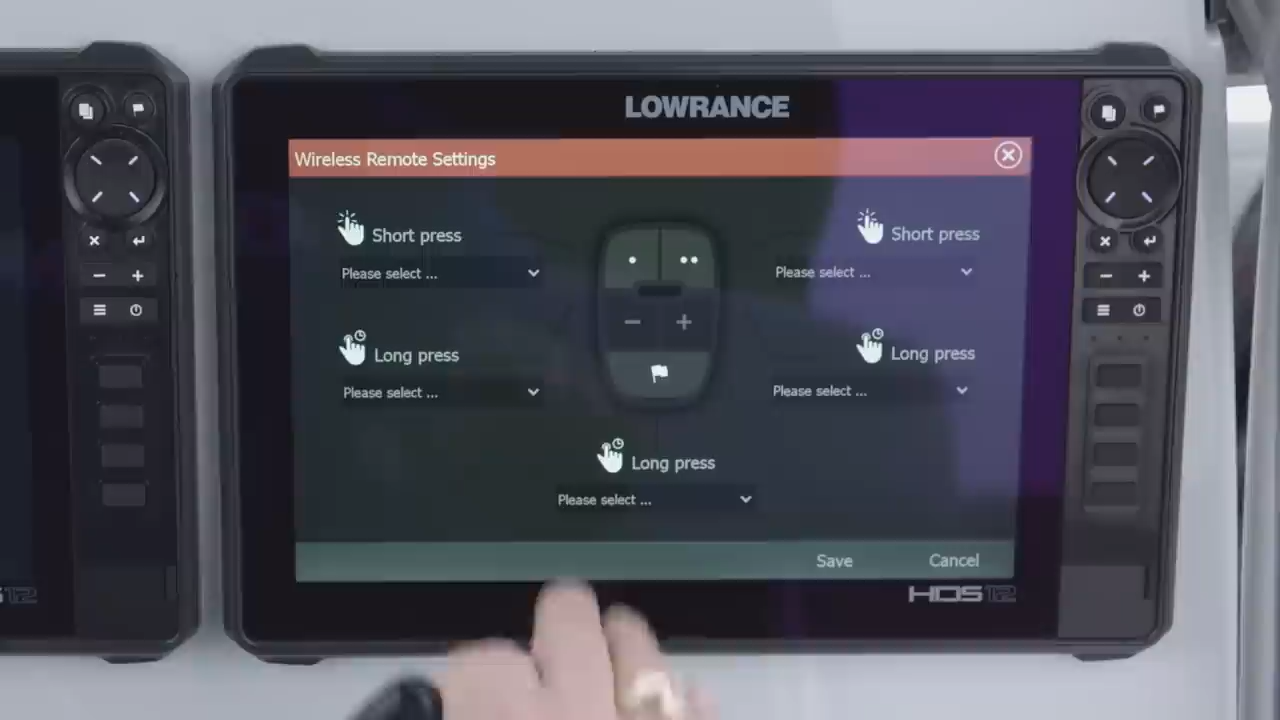 LOWRANCE
Wireless Remote Settings
Short press
Please select ...
Short press
Please select ...
Long press
Please select ...
Long press
Please select ...
Long press
Please select ...
Save
Cancel
HDS 12
12